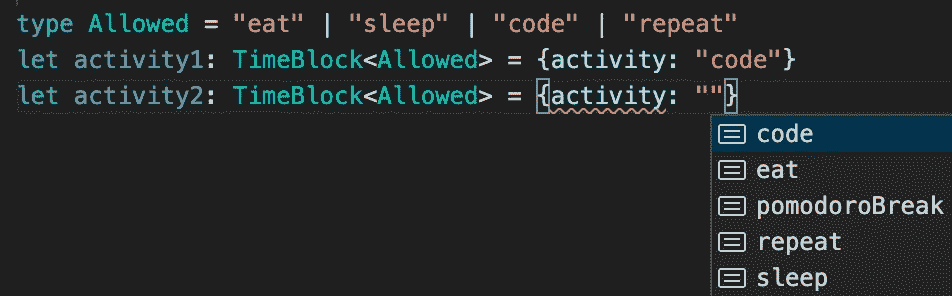 type Allowed = "eat" | "sleep" | "code" | "repeat"
let activity1: TimeBlock<Allowed> = {activity: "code"}
let activity2: TimeBlock<Allowed> = {activity: ""}
code
eat
pomodoroBreak
repeat
sleep